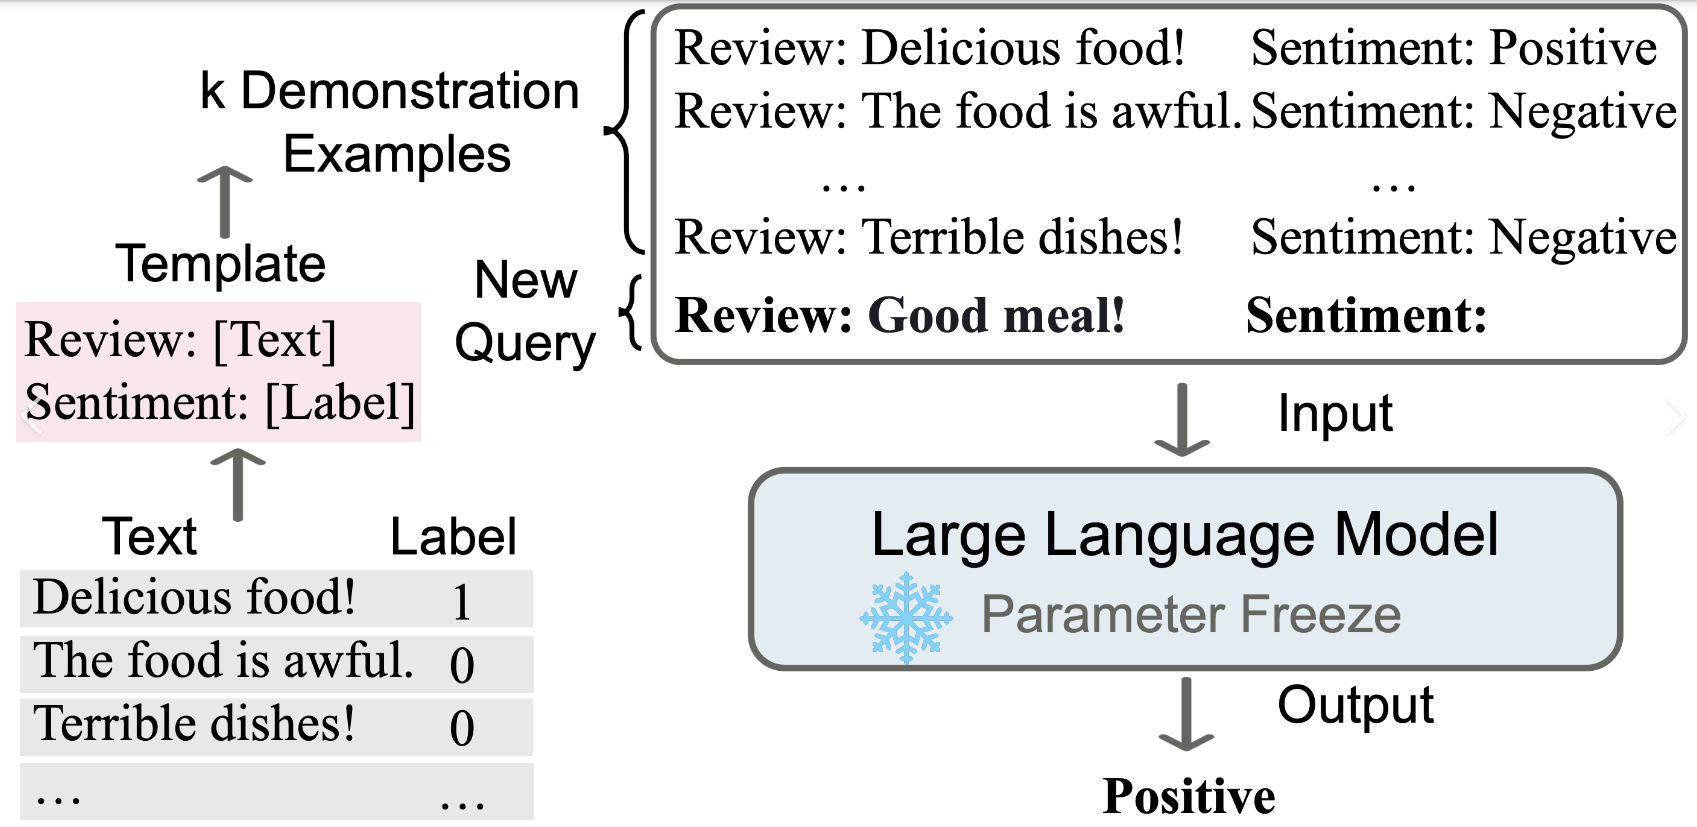 k Demonstration
Examples
Template
Review: [Text]
Sentiment: [Label]
Text Label
Delicious food! 1
The food is awful. 0
Terrible dishes! 0
... ...
Review: Delicious food! Sentiment: Positive
Review: The food is awful. Sentiment: Negative
... ...
Review: Terrible dishes! Sentiment: Negative
New
Query
Review: Good meal! Sentiment:
Input
Large Language Model
Parameter Freeze
Output
Positive